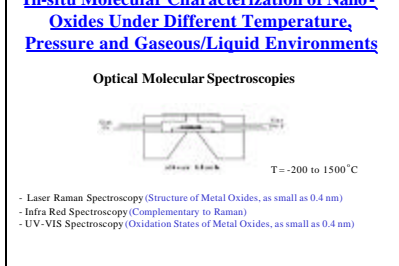 In-situ Molecular Characterization of Nano-
Oxides Under Different Temperature,
Pressure and Gaseous/Liquid Environments
Optical Molecular Spectroscopies
T = -200 to 1500°C
- Laser Raman Spectroscopy (Structure of Metal Oxides, as small as 0.4 nm)
- Infra Red Spectroscopy (Complementary to Raman)
- UV-VIS Spectroscopy (Oxidation States of Metal Oxides, as small as 0.4 nm)